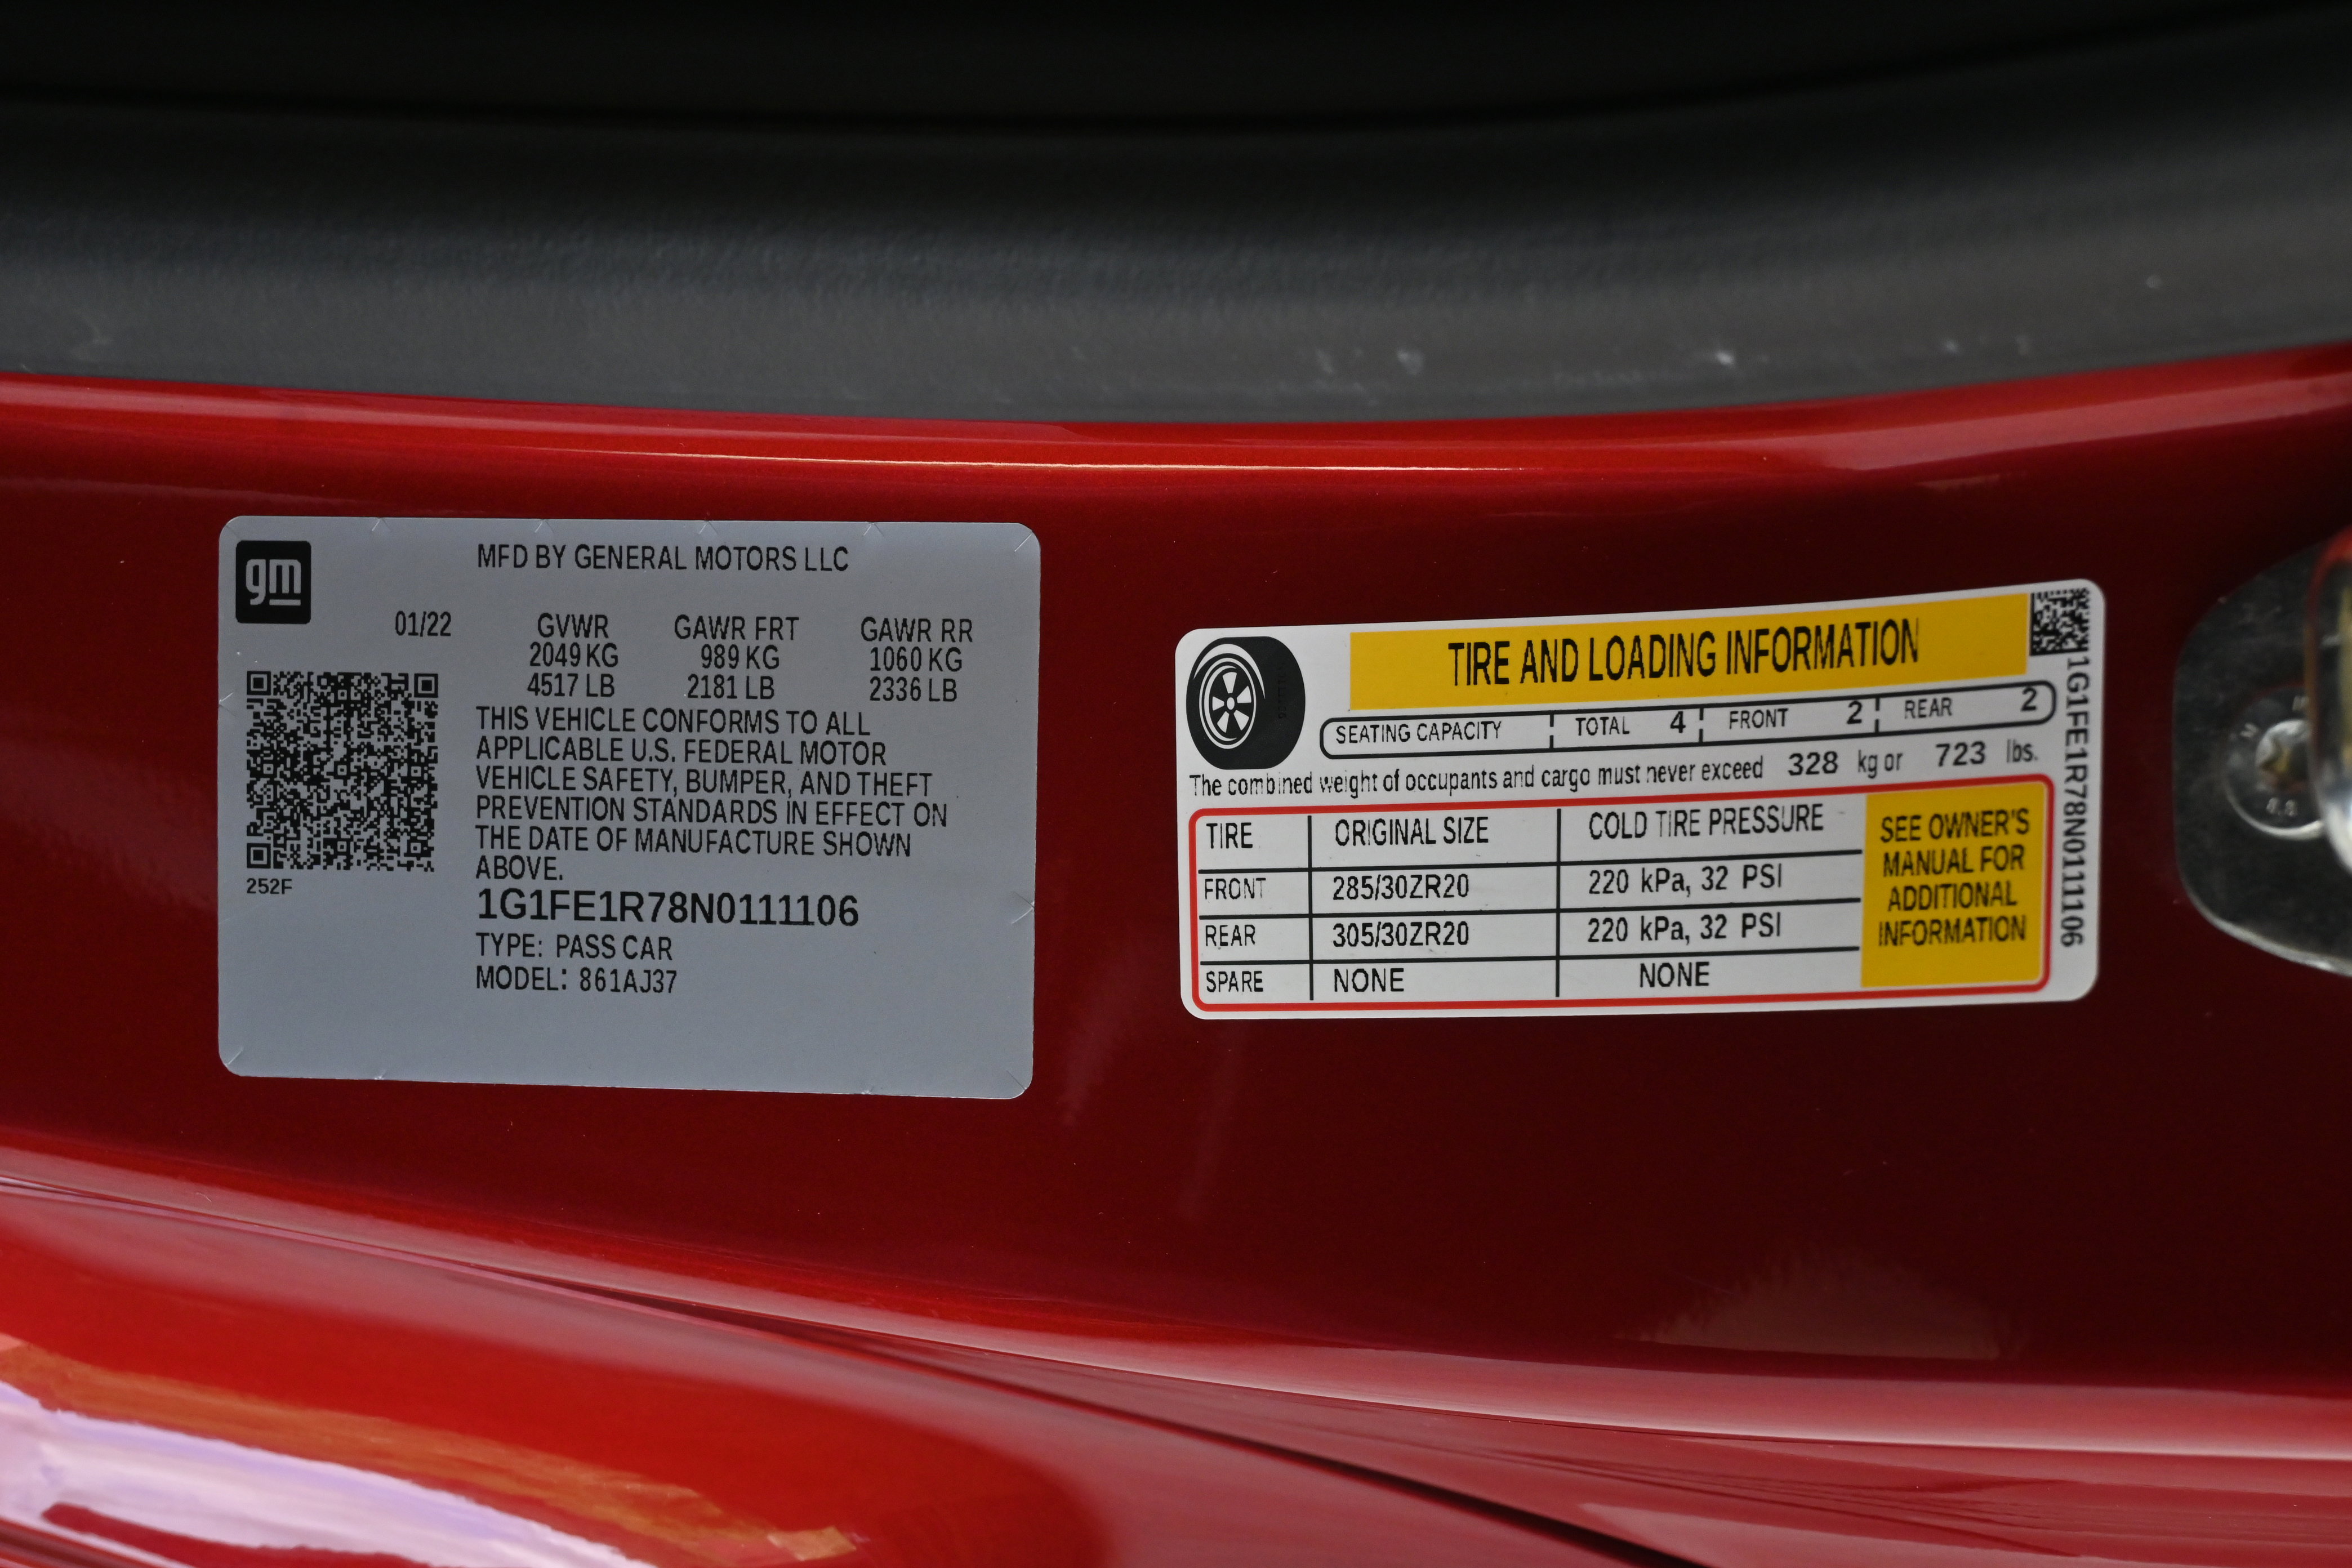 gm
MFD BY GENERAL MOTORS LLC
01/22 GVWR GAWR FRT GAWR RR
2049 KG 989 KG 1060 KG
4517 LB 2181 LB 2336 LB
THIS VEHICLE CONFORMS TO ALL
APPLICABLE U.S. FEDERAL MOTOR
VEHICLE SAFETY, BUMPER, AND THEFT
PREVENTION STANDARDS IN EFFECT ON
THE DATE OF MANUFACTURE SHOWN
ABOVE.
252F
1G1FE1R78N0111106
TYPE: PASS CAR
MODEL: 861AJ37
TIRE AND LOADING INFORMATION
SEATING CAPACITY TOTAL 4 FRONT 2 REAR 2
The combined weight of occupants and cargo must never exceed 328 kg or 723 lbs.
TIRE ORIGINAL SIZE COLD TIRE PRESSURE
FRONT 285/30ZR20 220 kPa, 32 PSI
REAR 305/30ZR20 220 kPa, 32 PSI
SPARE NONE NONE
SEE OWNER'S
MANUAL FOR
ADDITIONAL
INFORMATION
1G1FE1R78N0111106